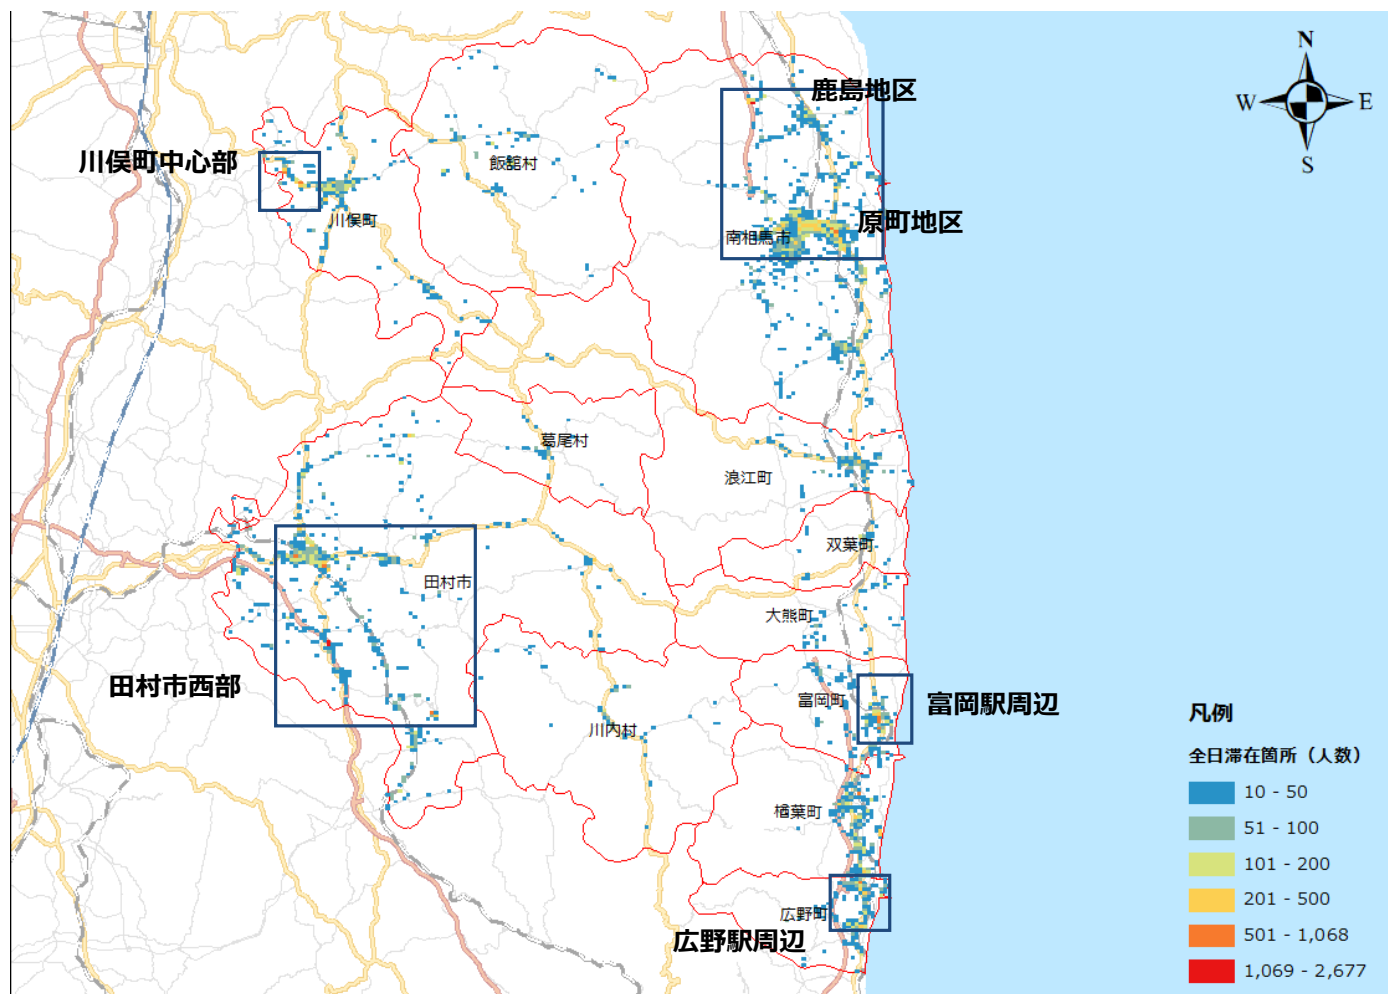 N
W
E
S
鹿島地区
川俣町中心部
飯舘村
川俣町
原町地区
南相馬市
葛尾村
浪江町
双葉町
田村市
大熊町
田村市西部
富岡町
富岡駅周辺
川内村
楢葉町
広野町
広野駅周辺
凡例
全日滞在箇所（人数）
10 - 50
51 - 100
101 - 200
201 - 500
501 - 1,068
1,069 - 2,677